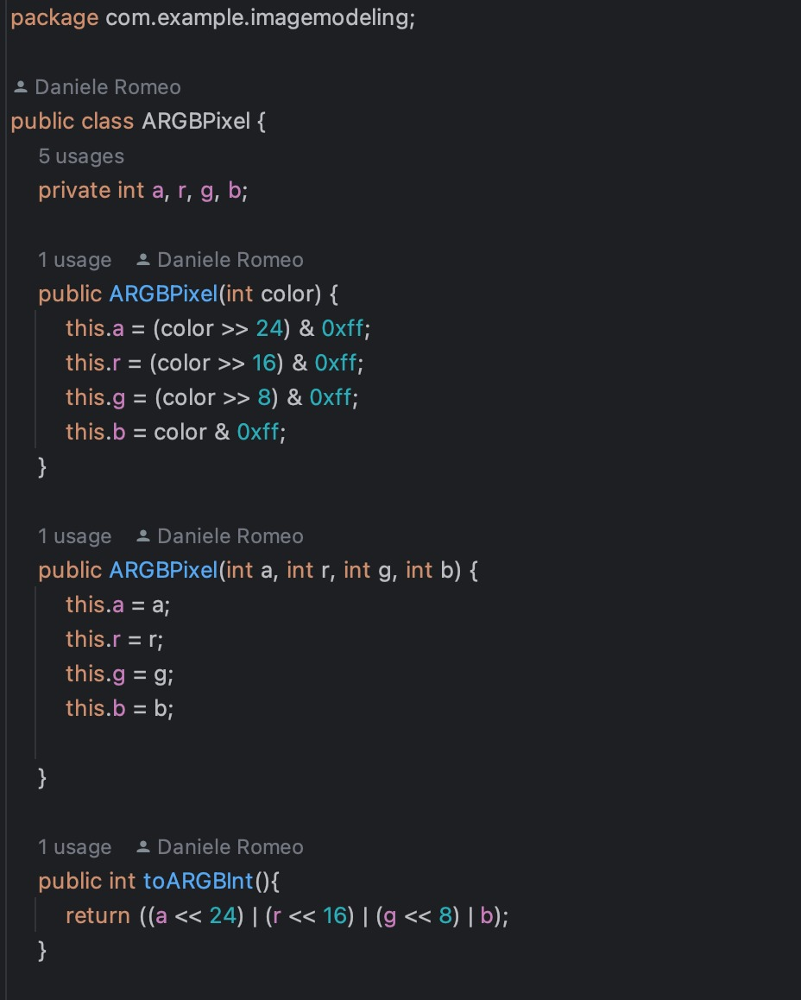 package com.example.imagemodeling;
Daniele Romeo
public class ARGBPixel {
5 usages
private int a, r, g, b;
1 usage Daniele Romeo
public ARGBPixel(int color) {
this.a = (color >> 24) & 0xff;
this.r = (color >> 16) & 0xff;
this.g = (color >> 8) & 0xff;
this.b = color & 0xff;
}
1 usage Daniele Romeo
public ARGBPixel(int a, int r, int g, int b) {
this.a = a;
this.r = r;
this.g = g;
this.b = b;
}
1 usage Daniele Romeo
public int toARGBInt(){
return ((a << 24) | (r << 16) | (g << 8) | b);
}